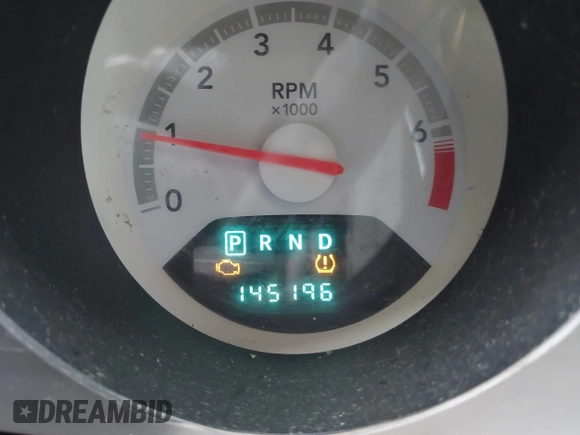 0 1 2 3 4 5 6
RPM
×1000
P R N D
145196
DREAMBID